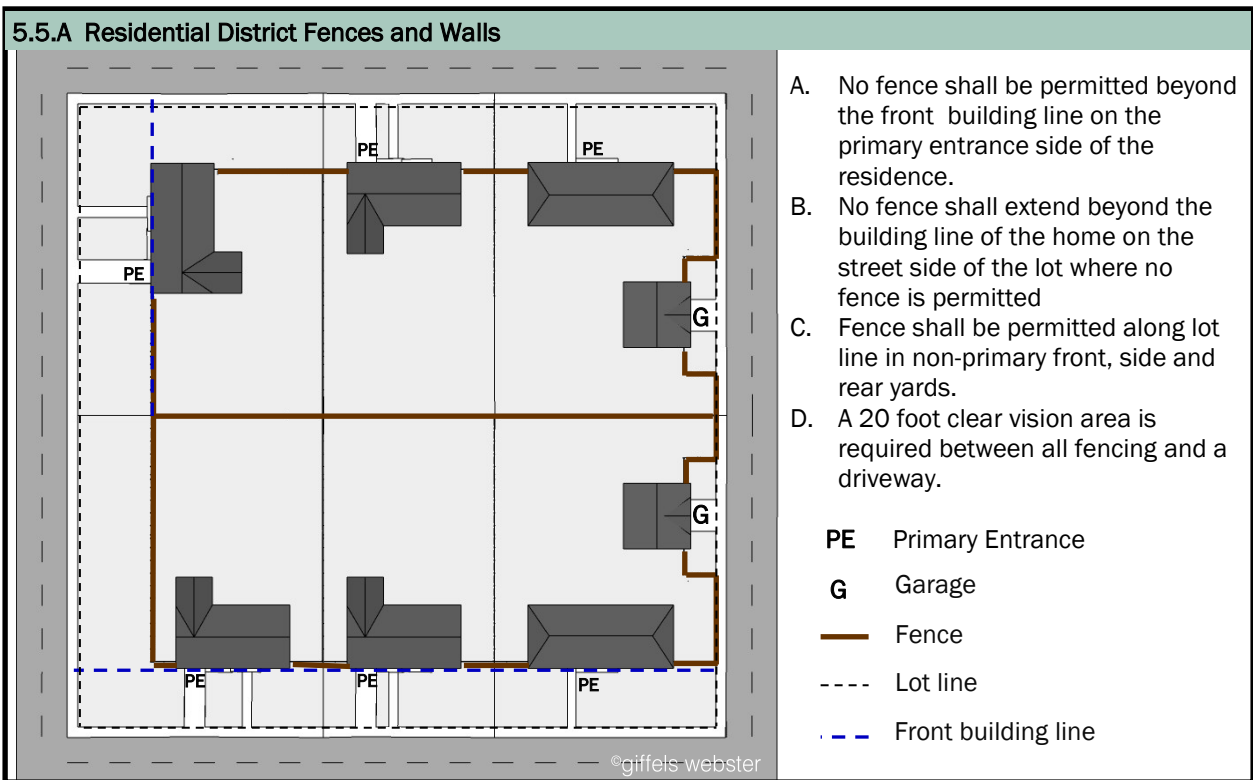 5.5.A Residential District Fences and Walls
PE
PE
PE
G
G
PE
PE
PE
©giffels webster
A. No fence shall be permitted beyond
the front building line on the
primary entrance side of the
residence.
B. No fence shall extend beyond the
building line of the home on the
street side of the lot where no
fence is permitted
C. Fence shall be permitted along lot
line in non-primary front, side and
rear yards.
D. A 20 foot clear vision area is
required between all fencing and a
driveway.
PE Primary Entrance
G Garage
Fence
Lot line
Front building line